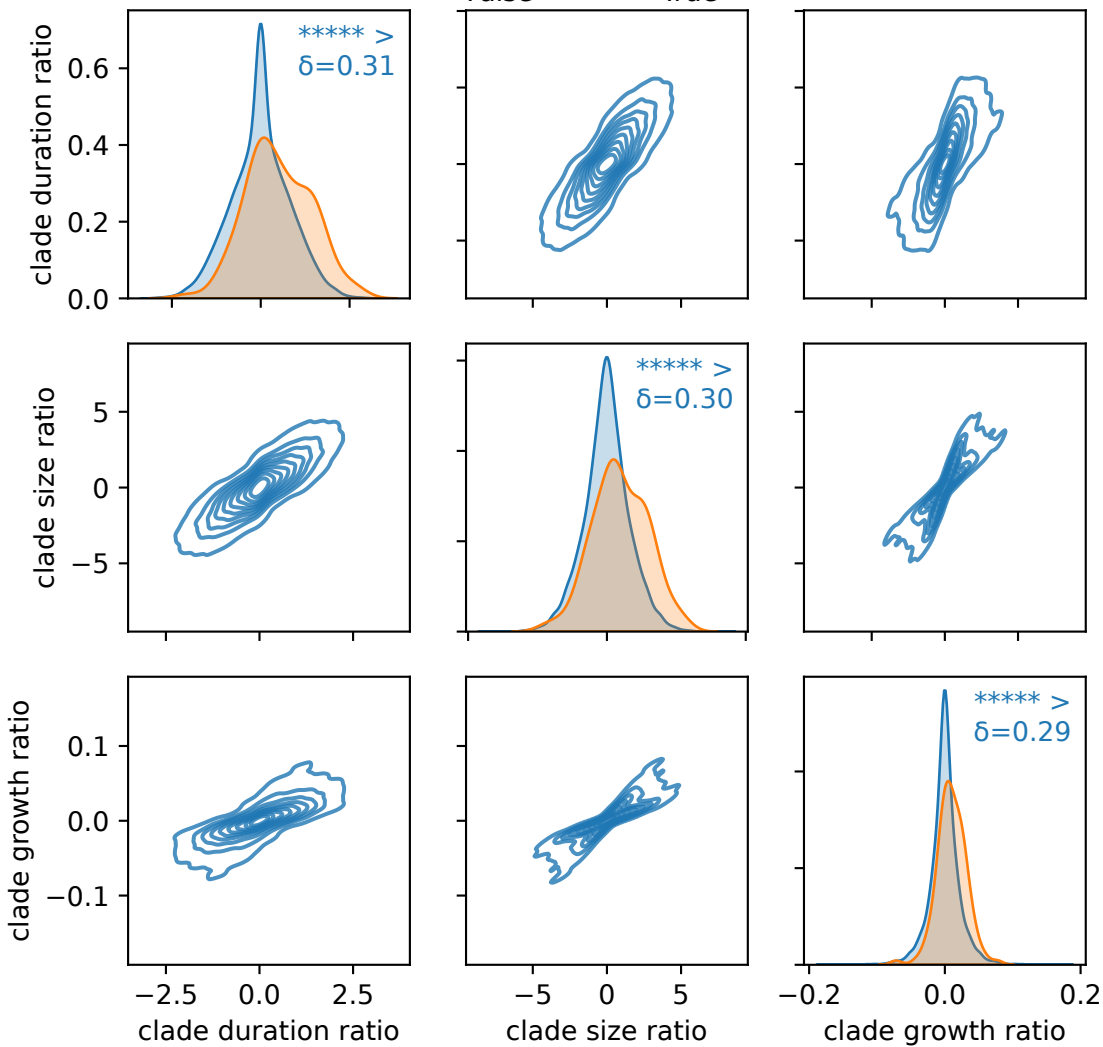 clade duration ratio
0.6
0.4
0.2
0.0
***** >
δ=0.31
clade size ratio
5
0
−5
***** >
δ=0.30
clade growth ratio
0.1
0.0
−0.1
***** >
δ=0.29
−2.5 0.0 2.5
−5 0 5
−0.2 0.0 0.2
clade duration ratio
clade size ratio
clade growth ratio